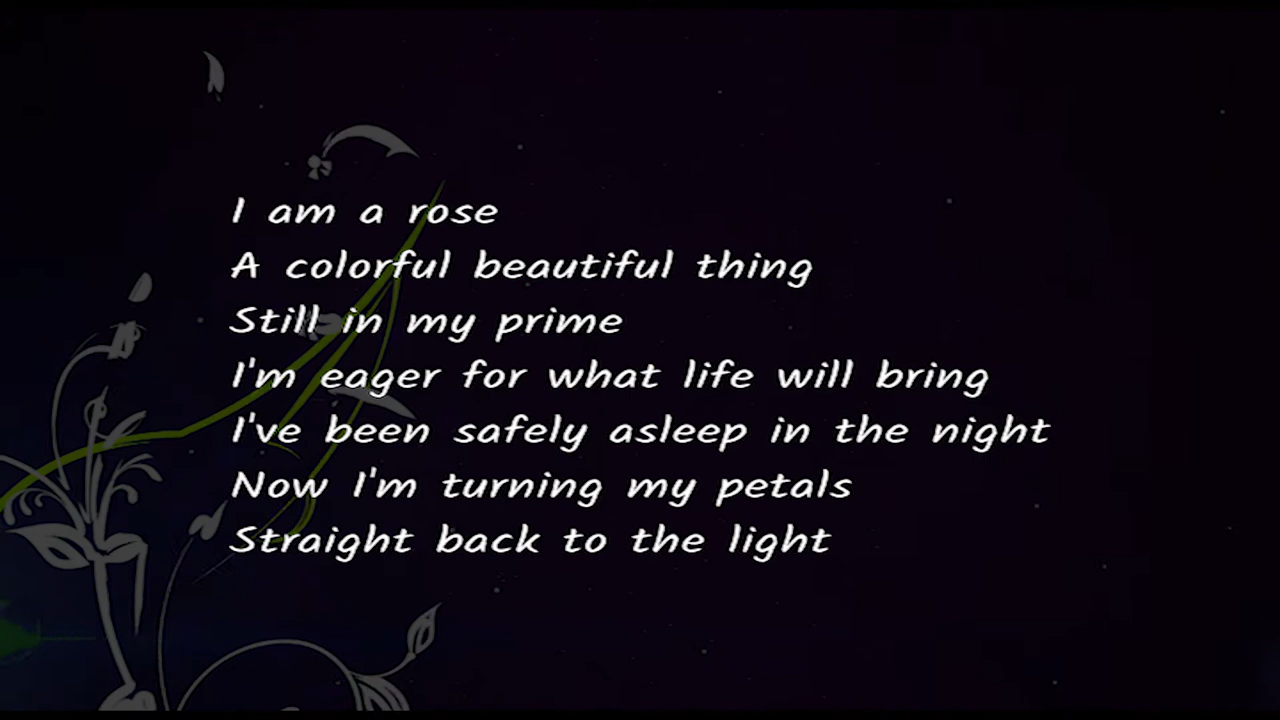 I am a rose
A colorful beautiful thing
Still in my prime
I'm eager for what life will bring
I've been safely asleep in the night
Now I'm turning my petals
Straight back to the light